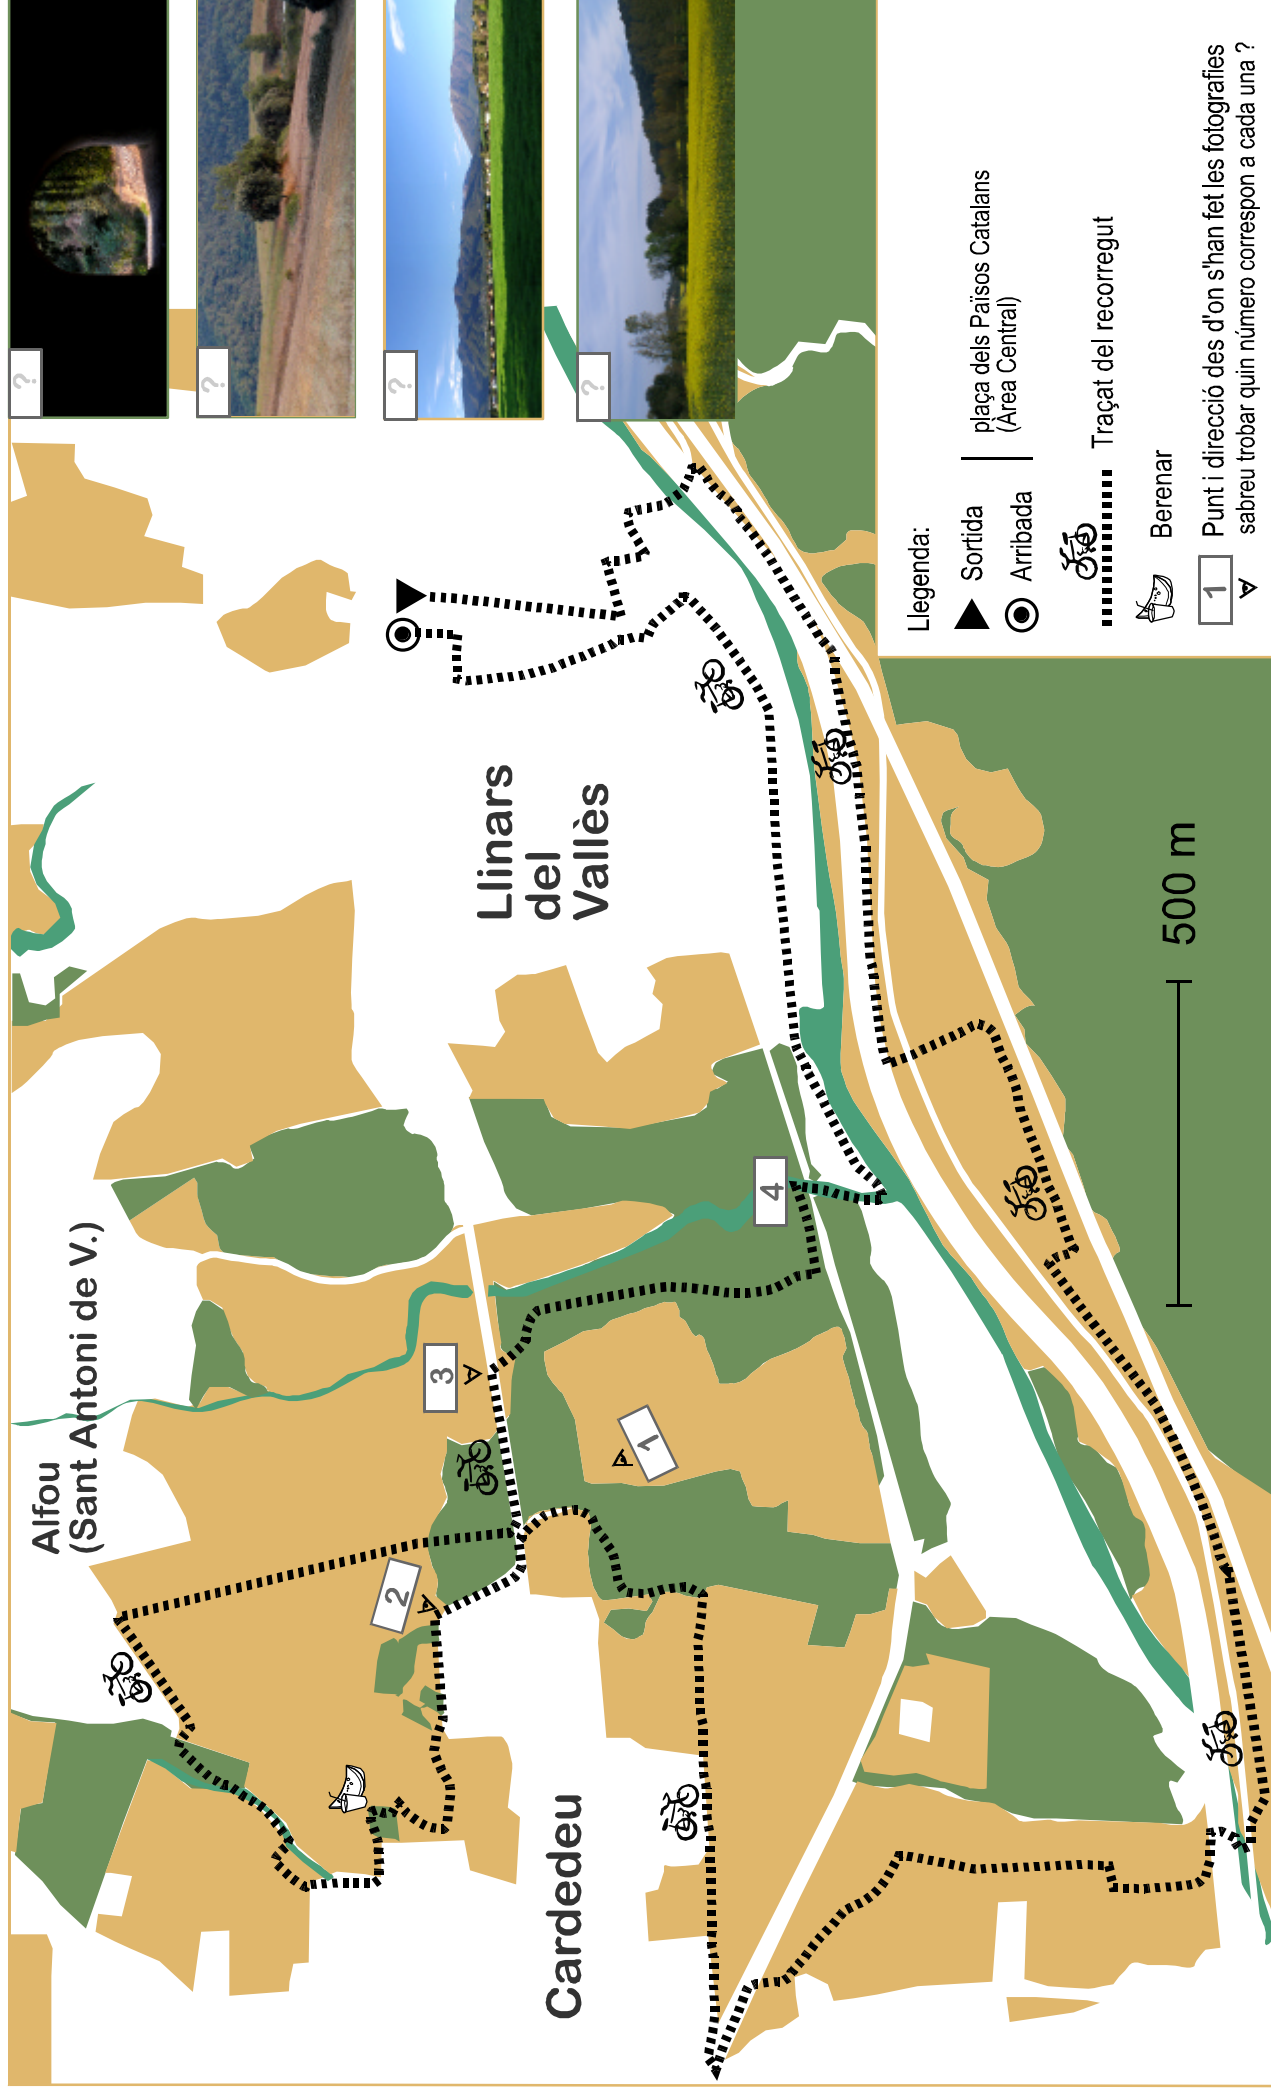 ?
?
?
?
Alfou
(Sant Antoni de V.)
Llinars
del
Vallès
Cardedeu
1
2
3
4
500 m
Llegenda:
Sortida
Arribada
plaça dels Països Catalans
(Àrea Central)
Traçat del recorregut
Berenar
1
Punt i direcció des d'on s'han fet les fotografies
sabreu trobar quin número correspon a cada una ?